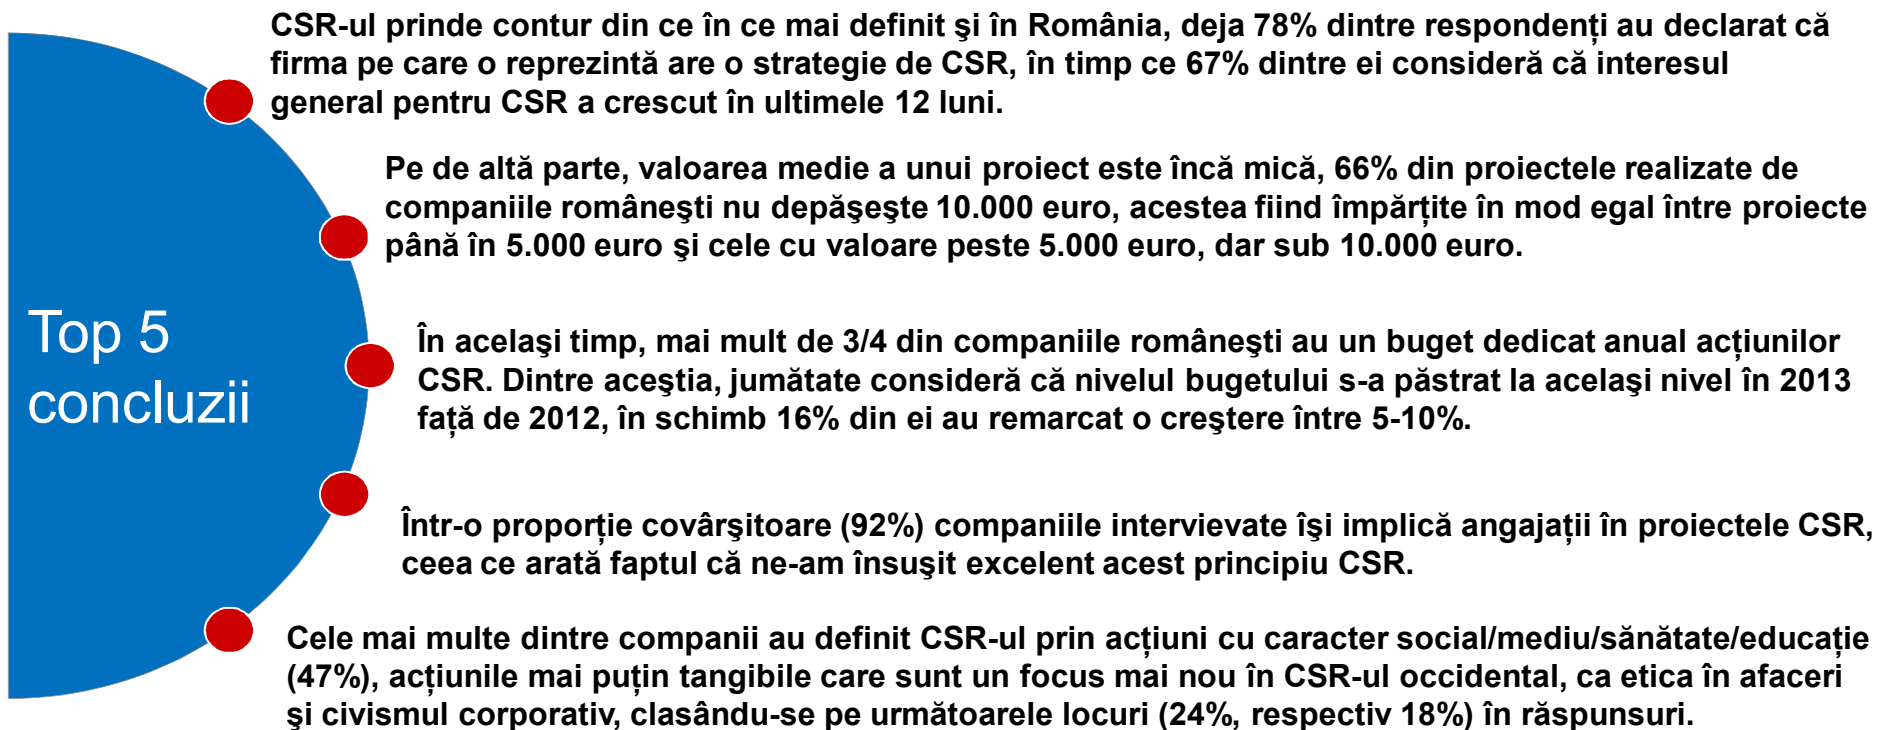 CSR-ul prinde contur din ce în ce mai definit şi în România, deja 78% dintre respondenți au declarat că
firma pe care o reprezintă are o strategie de CSR, în timp ce 67% dintre ei consideră că interesul
general pentru CSR a crescut în ultimele 12 luni.
Pe de altă parte, valoarea medie a unui proiect este încă mică, 66% din proiectele realizate de
companiile româneşti nu depăşeşte 10.000 euro, acestea fiind împărțite în mod egal între proiecte
până în 5.000 euro şi cele cu valoare peste 5.000 euro, dar sub 10.000 euro.
Top 5
concluzii
În acelaşi timp, mai mult de 3/4 din companiile româneşti au un buget dedicat anual acțiunilor
CSR. Dintre aceştia, jumătate consideră că nivelul bugetului s-a păstrat la acelaşi nivel în 2013
față de 2012, în schimb 16% din ei au remarcat o creştere între 5-10%.
Într-o proporție covârşitoare (92%) companiile intervievate îşi implică angajații în proiectele CSR,
ceea ce arată faptul că ne-am însuşit excelent acest principiu CSR.
Cele mai multe dintre companii au definit CSR-ul prin acțiuni cu caracter social/mediu/sănătate/educație
(47%), acțiunile mai puțin tangibile care sunt un focus mai nou în CSR-ul occidental, ca etica în afaceri
şi civismul corporativ, clasându-se pe următoarele locuri (24%, respectiv 18%) în răspunsuri.